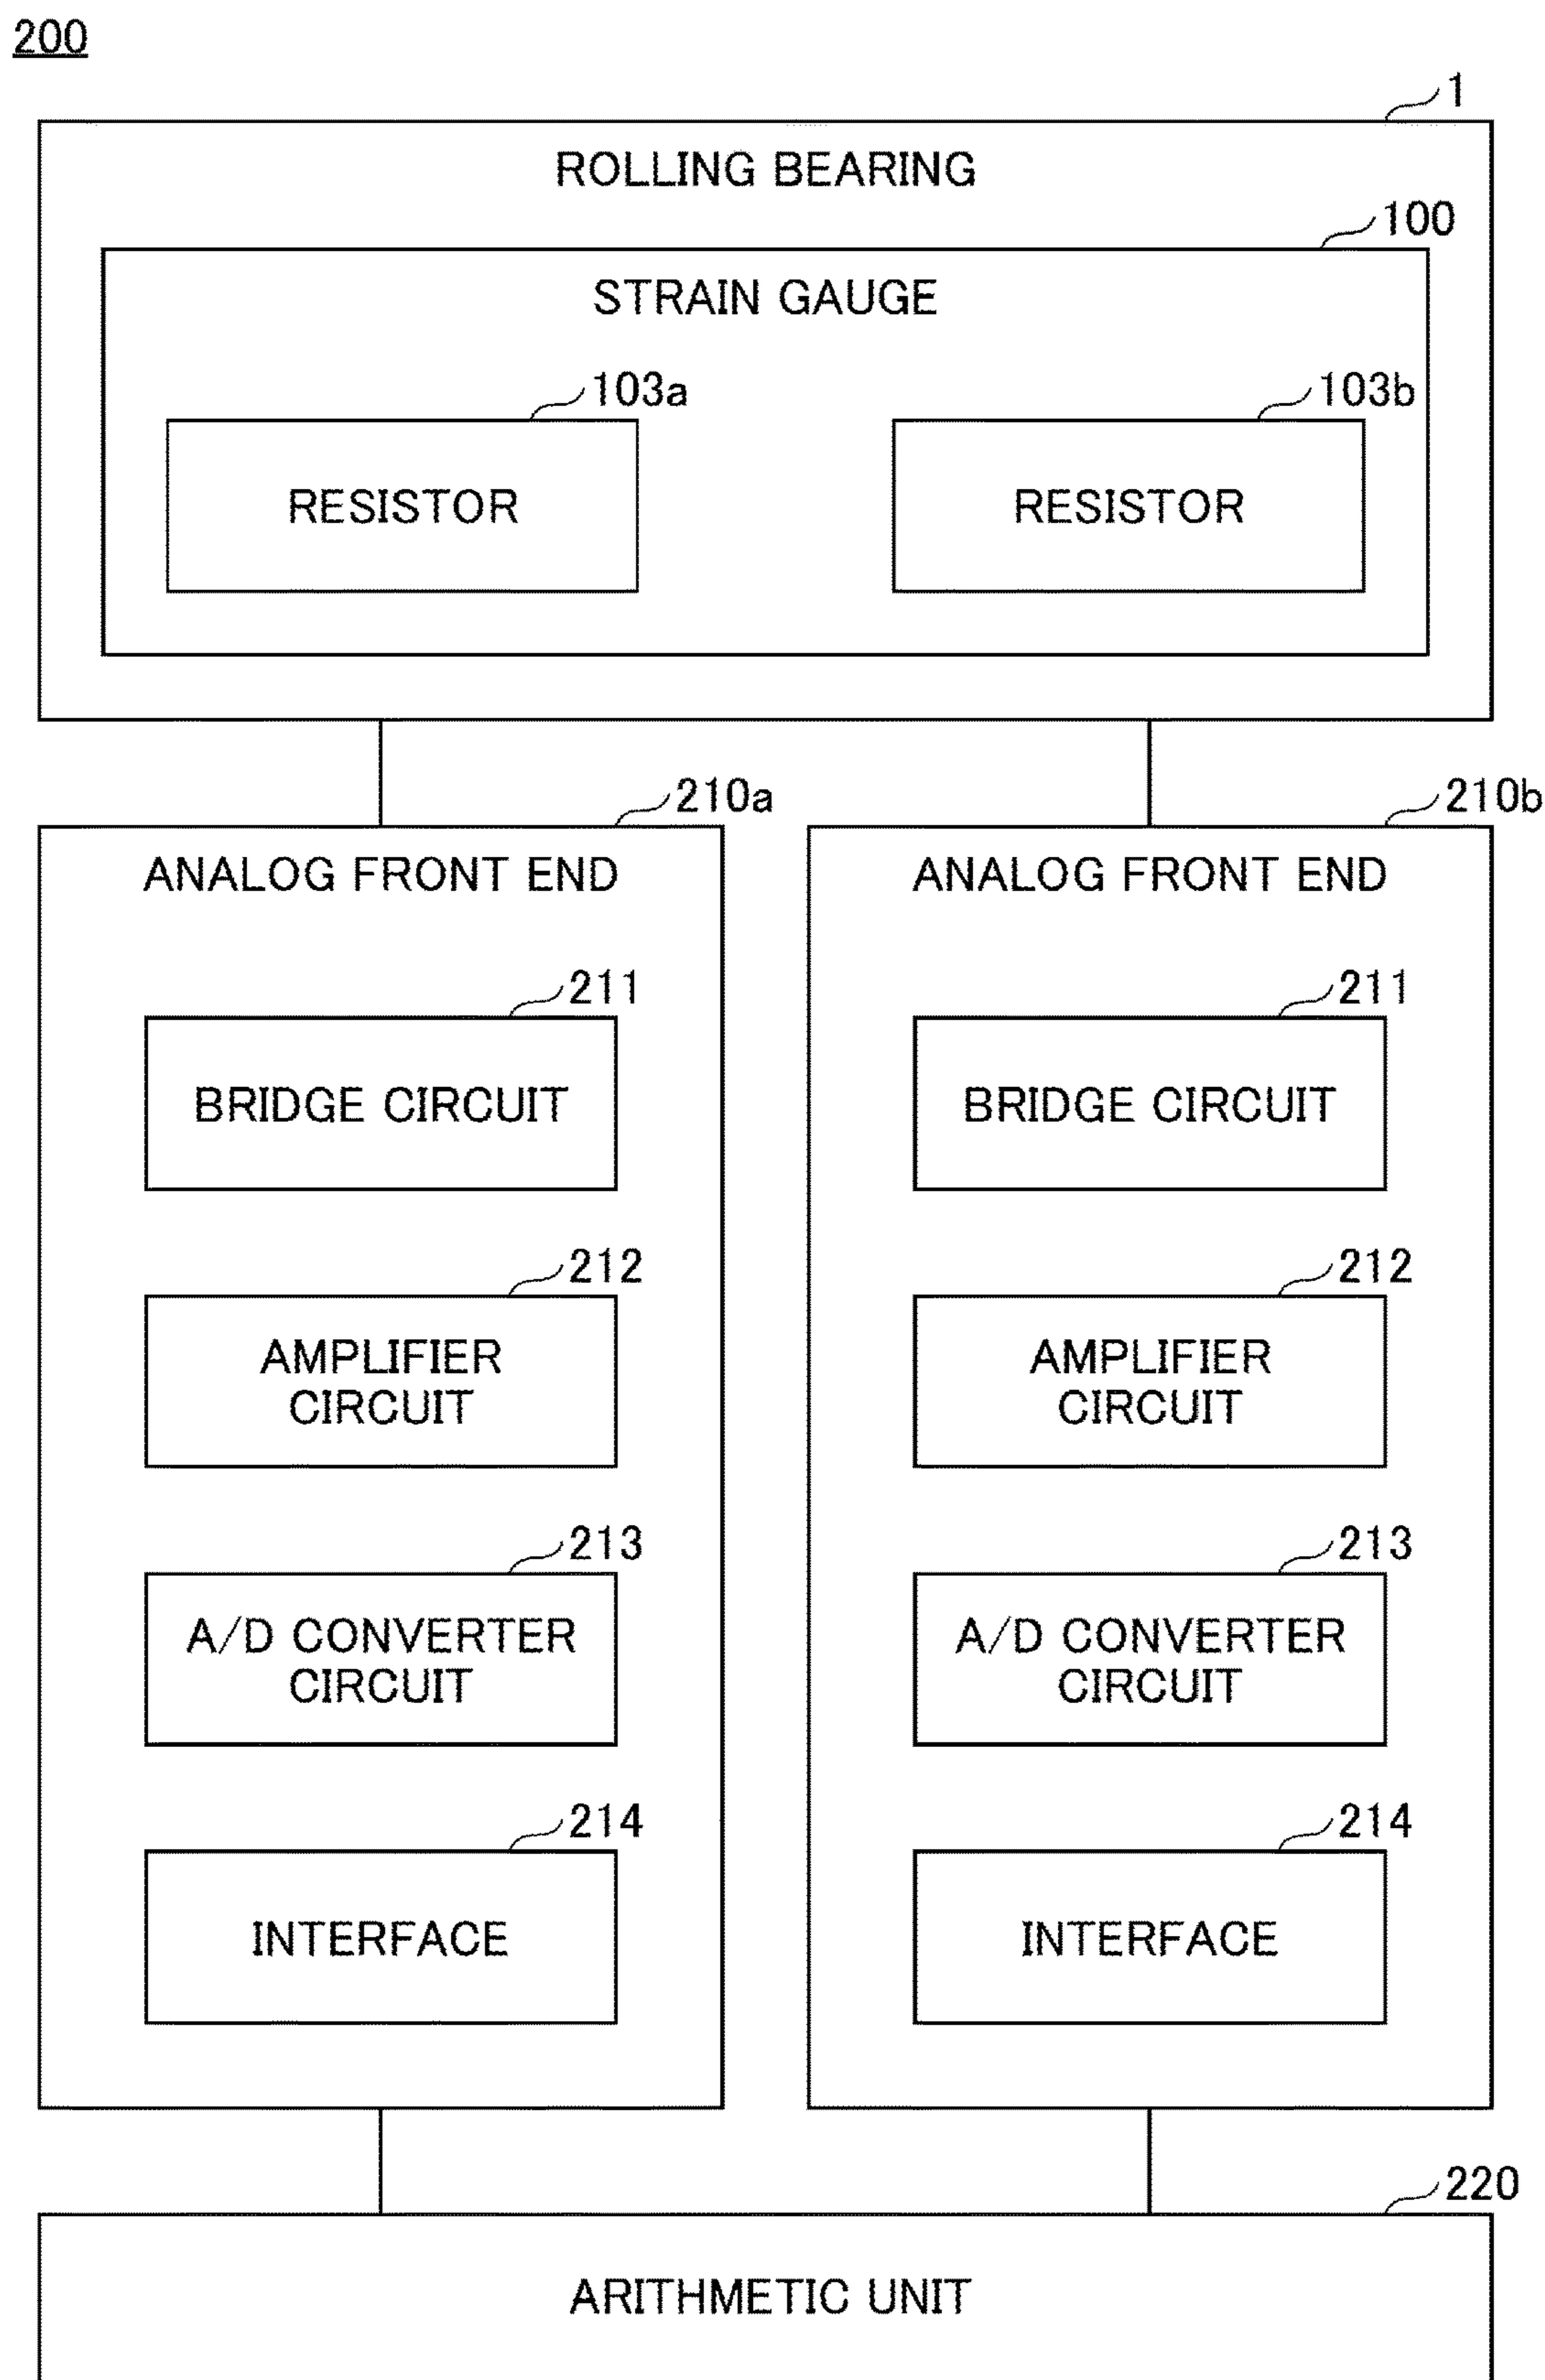 200
1
ROLLING BEARING
100
STRAIN GAUGE
103a
103b
RESISTOR
RESISTOR
210a
210b
ANALOG FRONT END
ANALOG FRONT END
211
211
BRIDGE CIRCUIT
BRIDGE CIRCUIT
212
212
AMPLIFIER
CIRCUIT
AMPLIFIER
CIRCUIT
213
213
A/D CONVERTER
CIRCUIT
A/D CONVERTER
CIRCUIT
214
214
INTERFACE
INTERFACE
220
ARITHMETIC UNIT